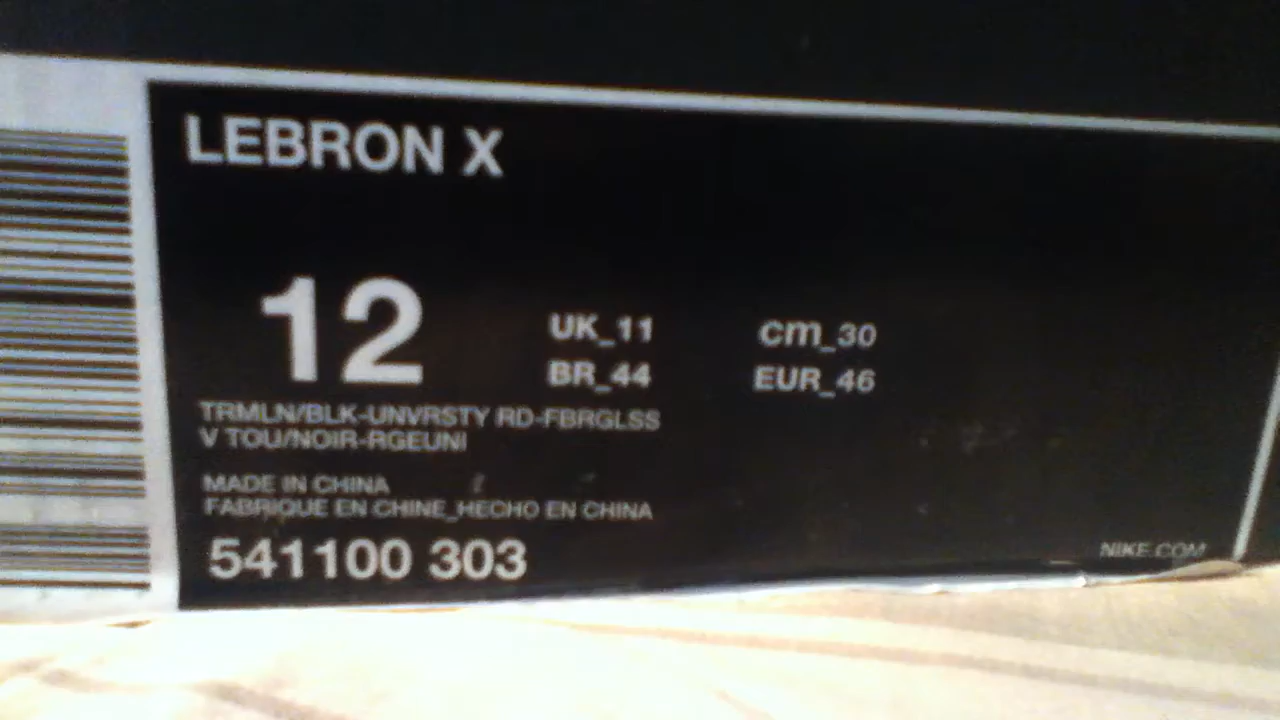 LEBRON X
12
UK_11 cm_30
BR_44 EUR_46
TRMLN/BLK-UNVRSTY RD-FBRGLSS
V TOU/NOIR-RGEUNI
MADE IN CHINA
FABRIQUE EN CHINE_HECHO EN CHINA
541100 303
NIKE.COM